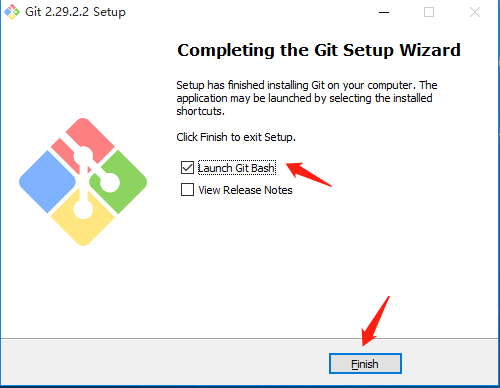 Git 2.29.2.2 Setup
Completing the Git Setup Wizard
Setup has finished installing Git on your computer. The
application may be launched by selecting the installed
shortcuts.
Click Finish to exit Setup.
Launch Git Bash
View Release Notes
Finish